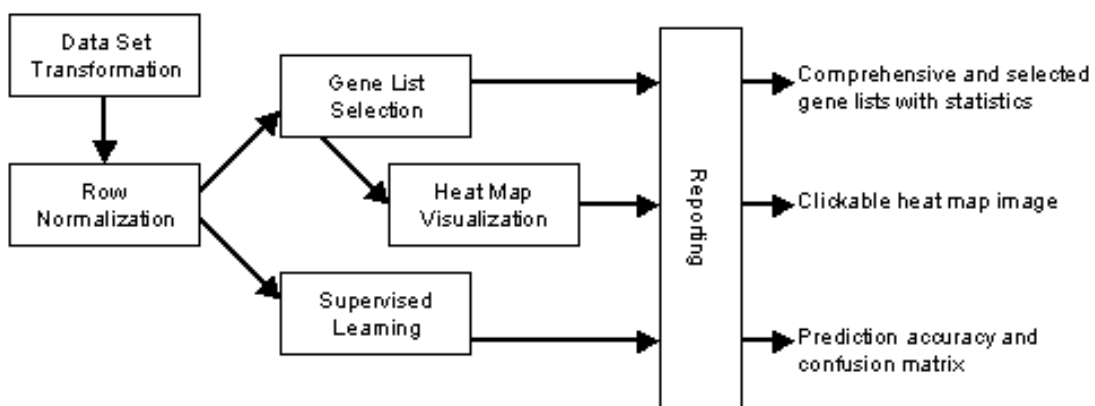 Data Set
Transformation
Gene List
Selection
Comprehensive and selected
gene lists with statistics
Row
Normalization
Heat Map
Visualization
Reporting
Clickable heat map image
Supervised
Learning
Prediction accuracy and
confusion matrix